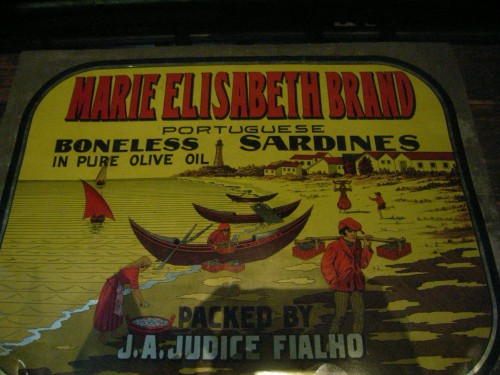 MARIE ELISABETH BRAND
PORTUGUESE
BONELESS SARDINES
IN PURE OLIVE OIL
PACKED BY
J.A. JUDICE FIALHO